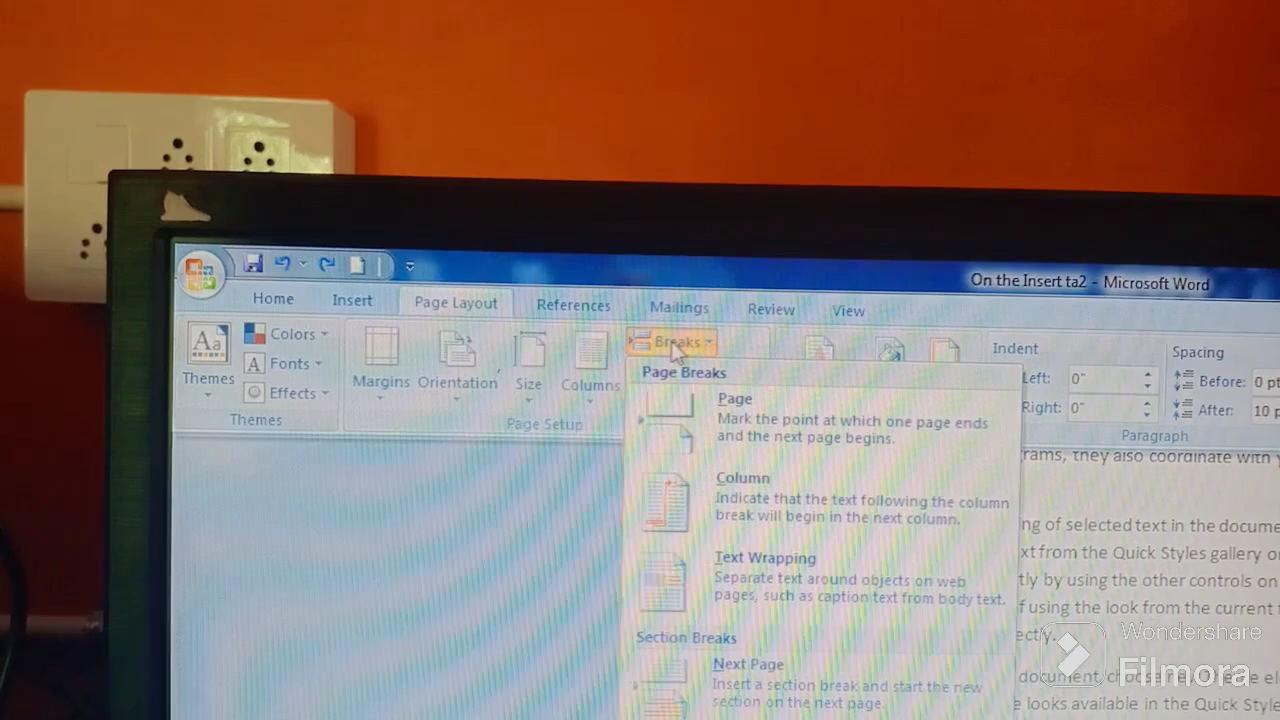 On the Insert ta2 - Microsoft Word
Home Insert Page Layout References Mailings Review View
Aa
Themes
Colors
Fonts
Effects
Themes
Margins
Orientation
Size
Columns
Page Setup
Breaks
Page Breaks
Page
Mark the point at which one page ends
and the next page begins.
Column
Indicate that the text following the column
break will begin in the next column.
Text Wrapping
Separate text around objects on web
pages, such as caption text from body text.
Section Breaks
Next Page
Insert a section break and start the new
section on the next page.
Indent
Left: 0"
Right: 0"
Spacing
Before: 0 pt
After: 10 p
Paragraph
rams, they also coordinate with
ng of selected text in the docume
xt from the Quick Styles gallery o
tly by using the other controls on
f using the look from the current
ectly.
document, choose
e looks available in the Quick Style
Wondershare
Filmora